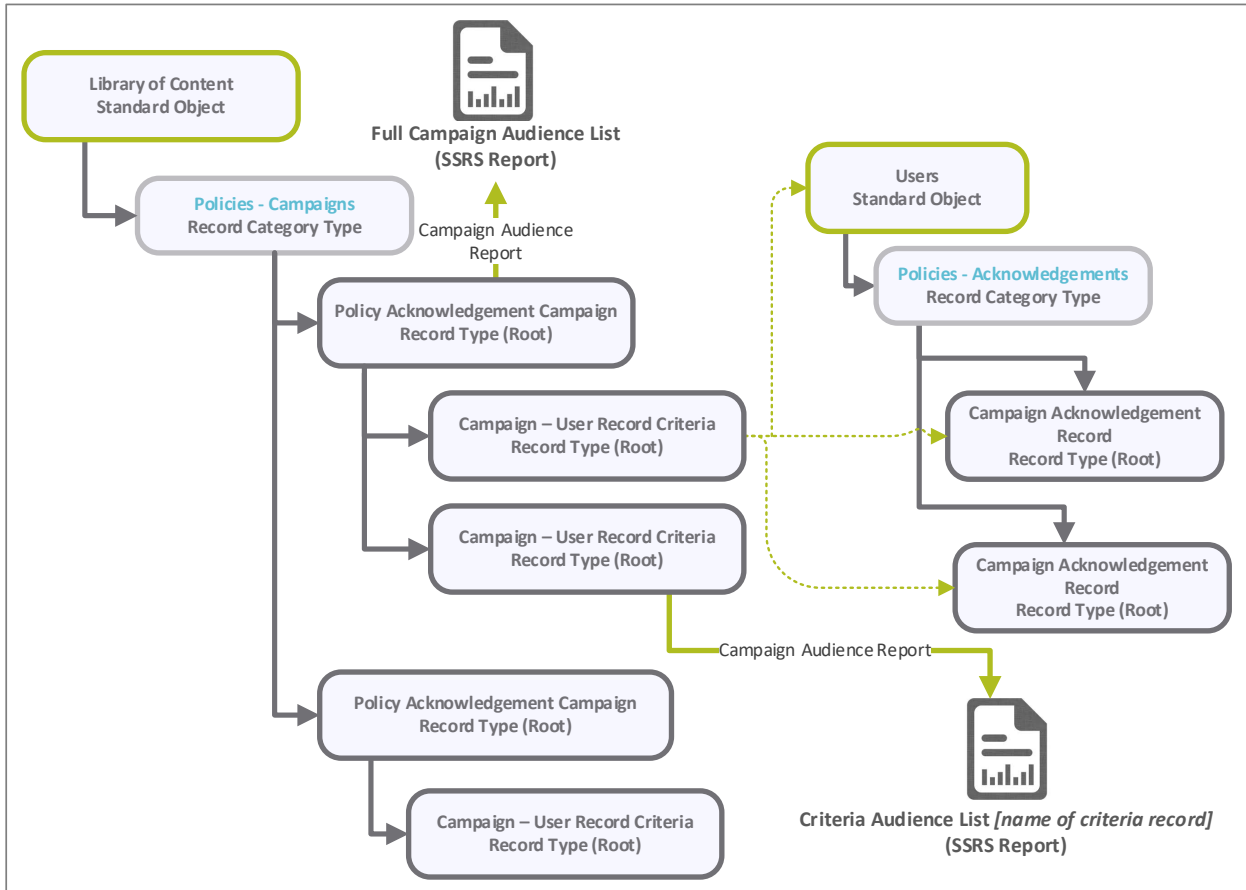 Library of Content
Standard Object
Full Campaign Audience List
(SSRS Report)
Policies - Campaigns
Record Category Type
Campaign Audience
Report
Users
Standard Object
Policies - Acknowledgements
Record Category Type
Policy Acknowledgement Campaign
Record Type (Root)
Campaign – User Record Criteria
Record Type (Root)
Campaign Acknowledgement
Record
Record Type (Root)
Campaign – User Record Criteria
Record Type (Root)
Campaign Acknowledgement
Record
Record Type (Root)
Campaign Audience Report
Policy Acknowledgement Campaign
Record Type (Root)
Campaign – User Record Criteria
Record Type (Root)
Criteria Audience List [name of criteria record]
(SSRS Report)